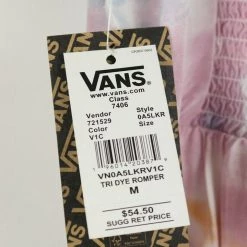 VANS
www.vans.com
Class
7406
Vendor Style
721529 0A5LKR
Color Size
V1C
VN0A5LKRV1C
TRI DYE ROMPER
M
$54.50
SUGG RET PRICE